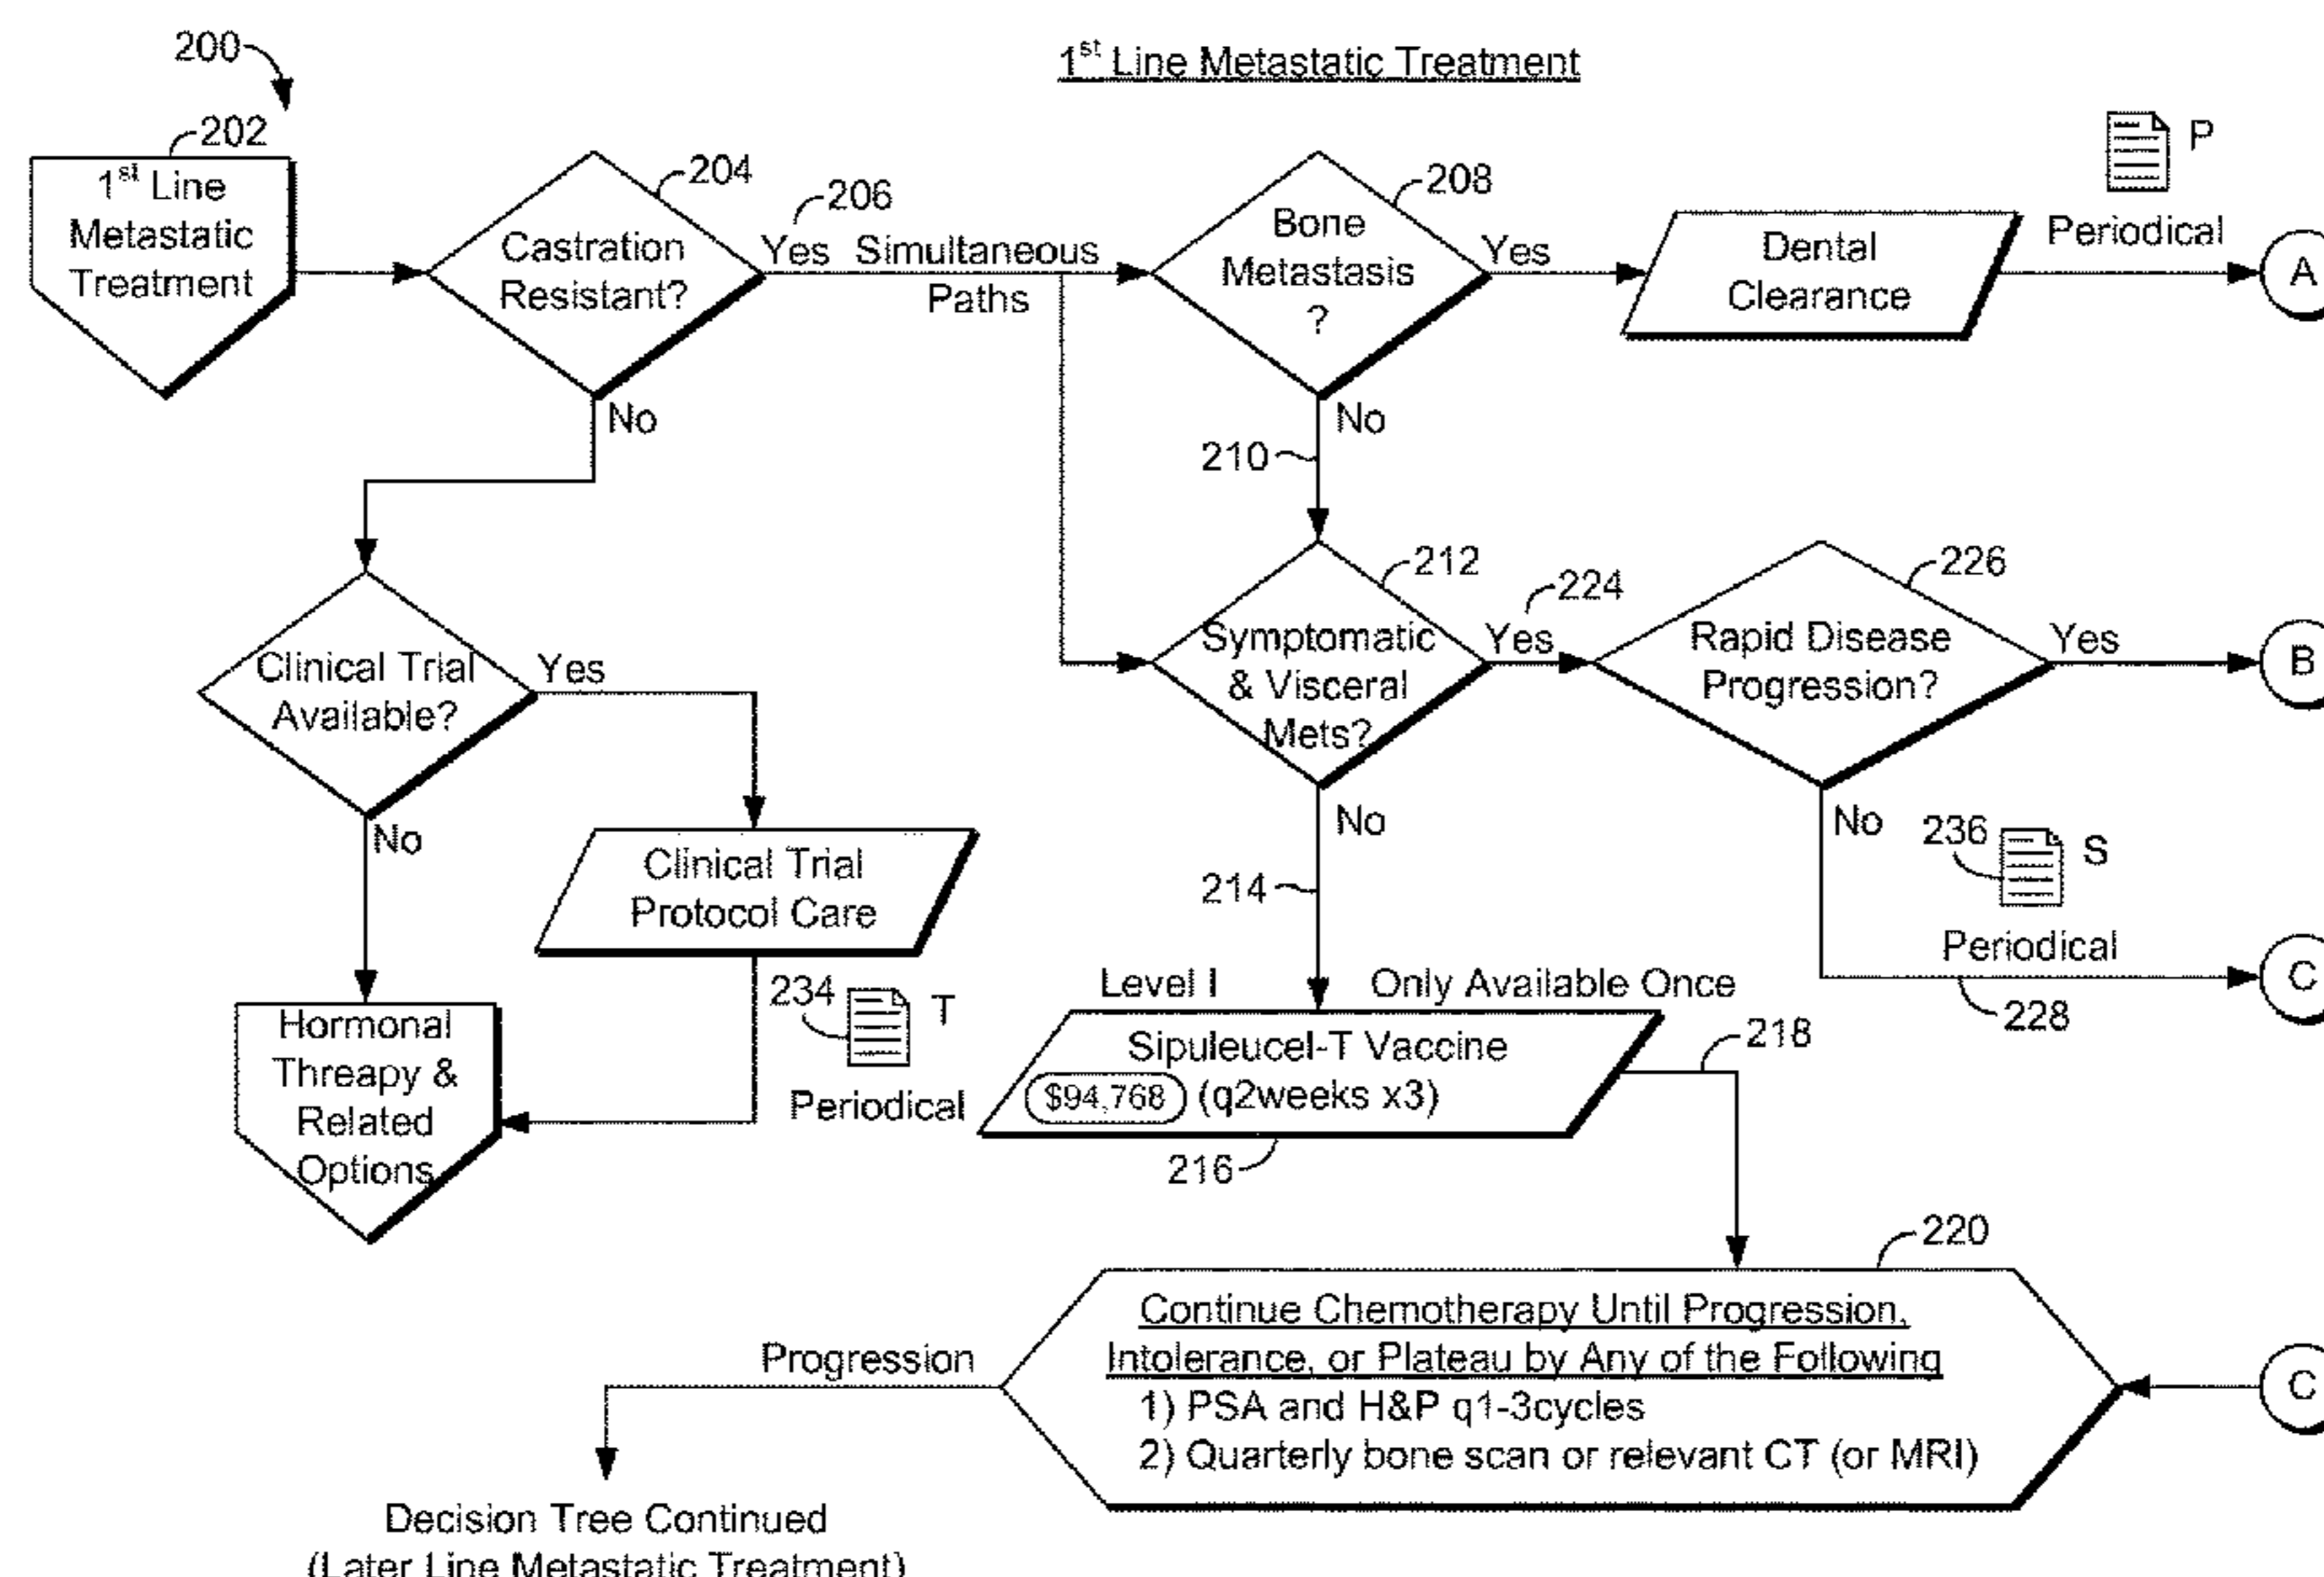 200
1st Line Metastatic Treatment
202
1st Line
Metastatic
Treatment
204
Castration
Resistant?
206
Yes Simultaneous
Paths
No
208
Bone
Metastasis
?
Yes
Dental
Clearance
P
Periodical
A
No
210
212
Symptomatic
& Visceral
Mets?
224
Yes
226
Rapid Disease
Progression?
Yes
B
No
236
S
Periodical
228
C
Clinical Trial
Available?
Yes
No
Clinical Trial
Protocol Care
234
T
Periodical
Hormonal
Threapy &
Related
Options
No
214
Level I
Only Available Once
Sipuleucel-T Vaccine
$94,768 (q2weeks x3)
216
218
220
Continue Chemotherapy Until Progression,
Intolerance, or Plateau by Any of the Following
1) PSA and H&P q1-3cycles
2) Quarterly bone scan or relevant CT (or MRI)
C
Progression
Decision Tree Continued
(Later Line Metastatic Treatment)